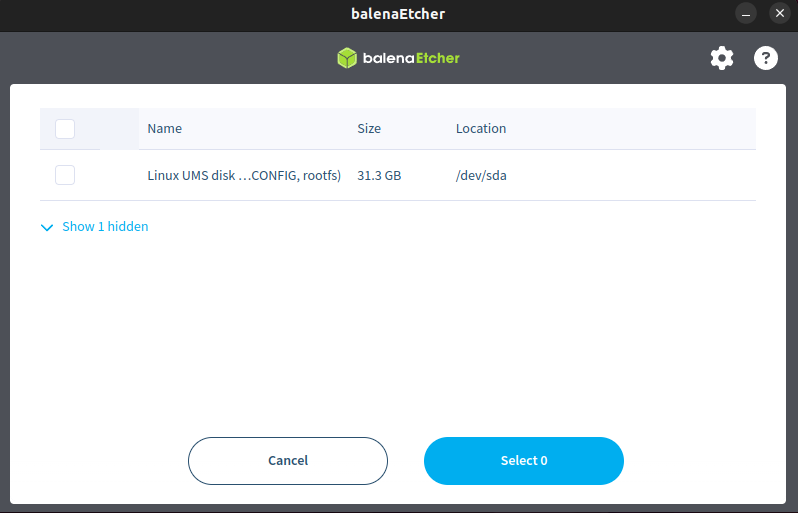 balenaEtcher
balenaEtcher
Name Size Location
Linux UMS disk …CONFIG, rootfs) 31.3 GB /dev/sda
Show 1 hidden
Cancel Select 0